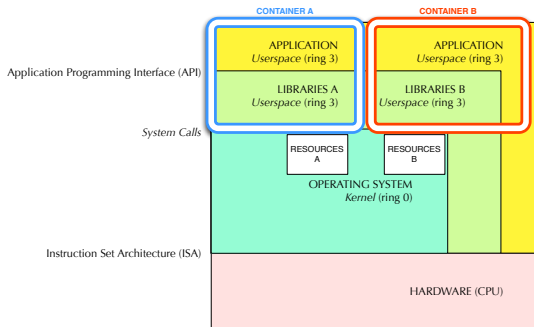 CONTAINER A
CONTAINER B
APPLICATION
Userspace (ring 3)
APPLICATION
Userspace (ring 3)
Application Programming Interface (API)
LIBRARIES A
Userspace (ring 3)
LIBRARIES B
Userspace (ring 3)
System Calls
RESOURCES
A
RESOURCES
B
OPERATING SYSTEM
Kernel (ring 0)
Instruction Set Architecture (ISA)
HARDWARE (CPU)